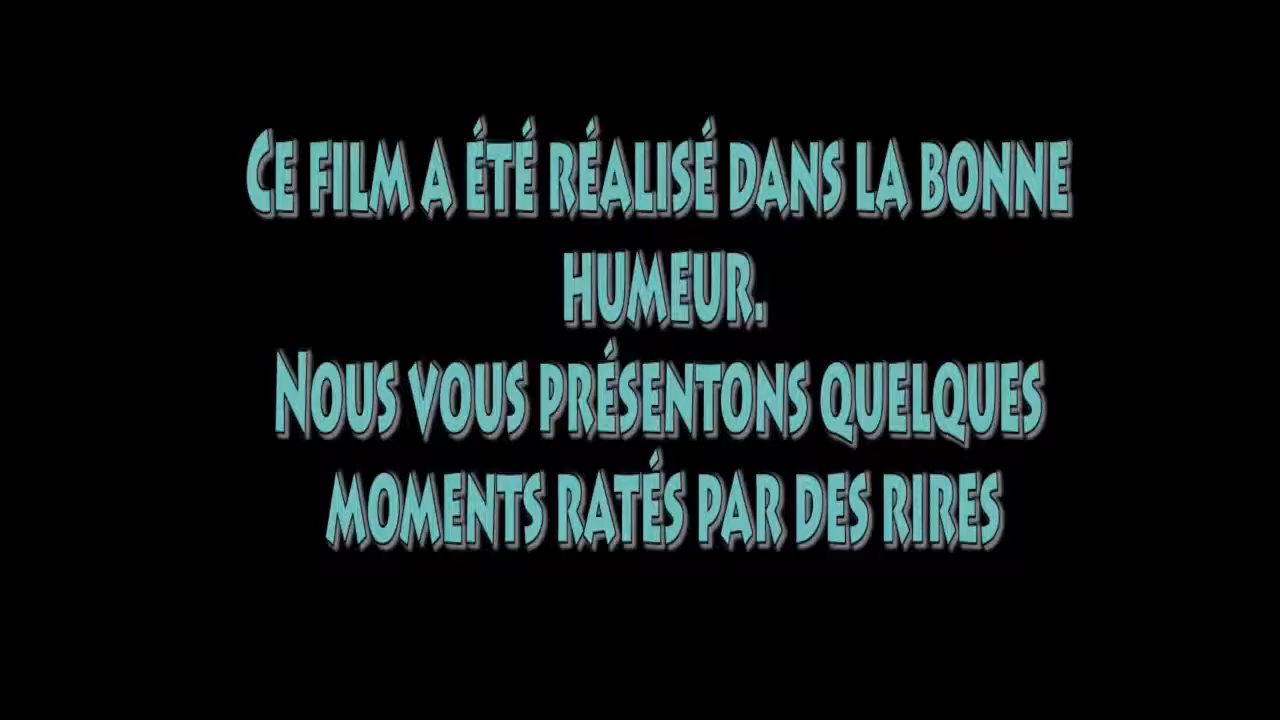 Ce film a été réalisé dans la bonne
humeur.
Nous vous présentons quelques
moments ratés par des rires